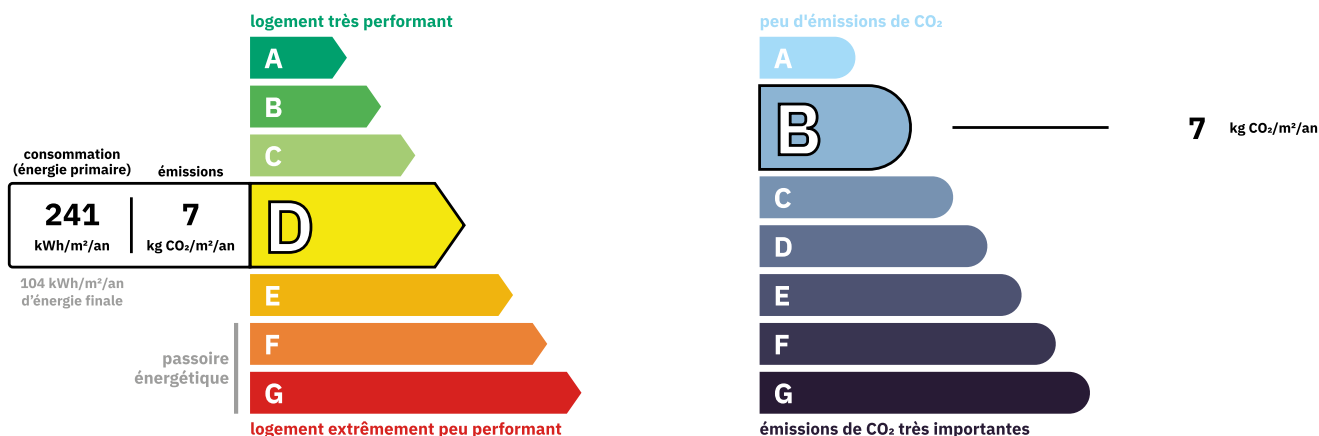 logement très performant
A
B
C
consommation
(énergie primaire)
émissions
241
kWh/m²/an
7
kg CO₂/m²/an
D
104 kWh/m²/an
d'énergie finale
E
F
passoire
énergétique
G
logement extrêmement peu performant
peu d'émissions de CO₂
A
B
7 kg CO₂/m²/an
C
D
E
F
G
émissions de CO₂ très importantes